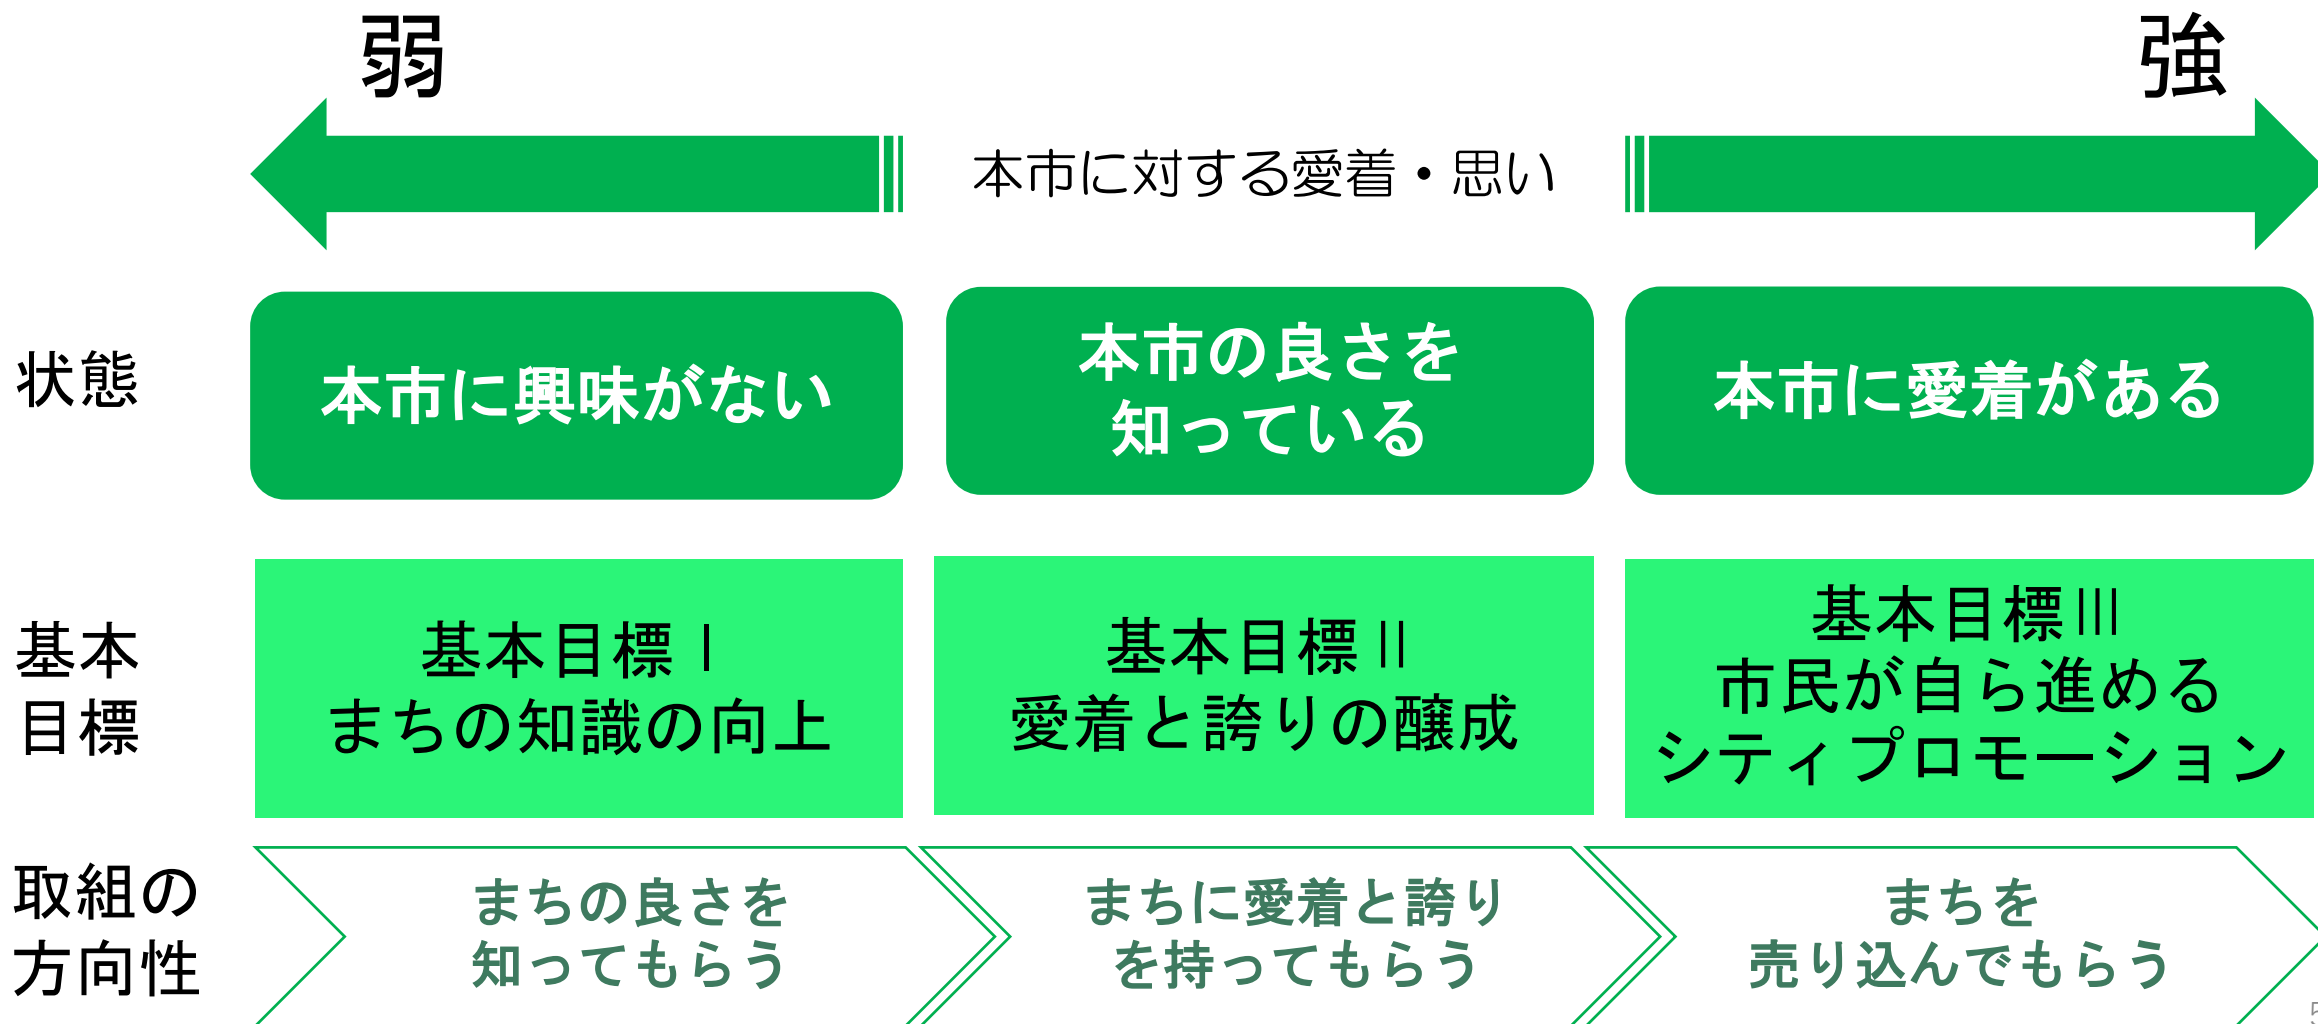 弱
強
本市に対する愛着・思い
状態
本市に興味がない
本市の良さを
知っている
本市に愛着がある
基本
目標
基本目標Ⅰ
まちの知識の向上
基本目標Ⅱ
愛着と誇りの醸成
基本目標Ⅲ
市民が自ら進める
シティプロモーション
取組の
方向性
まちの良さを
知ってもらう
まちに愛着と誇り
を持ってもらう
まちを
売り込んでもらう